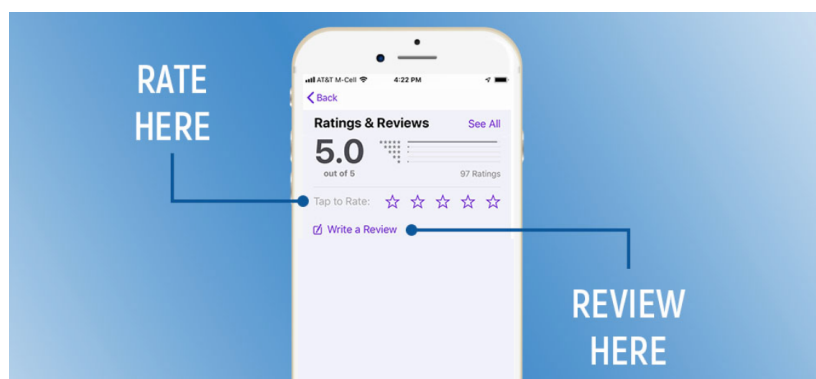 RATE
HERE
AT&T M-Cell
4:22 PM
Back
Ratings & Reviews
See All
5.0
out of 5
97 Ratings
Tap to Rate:
Write a Review
REVIEW
HERE